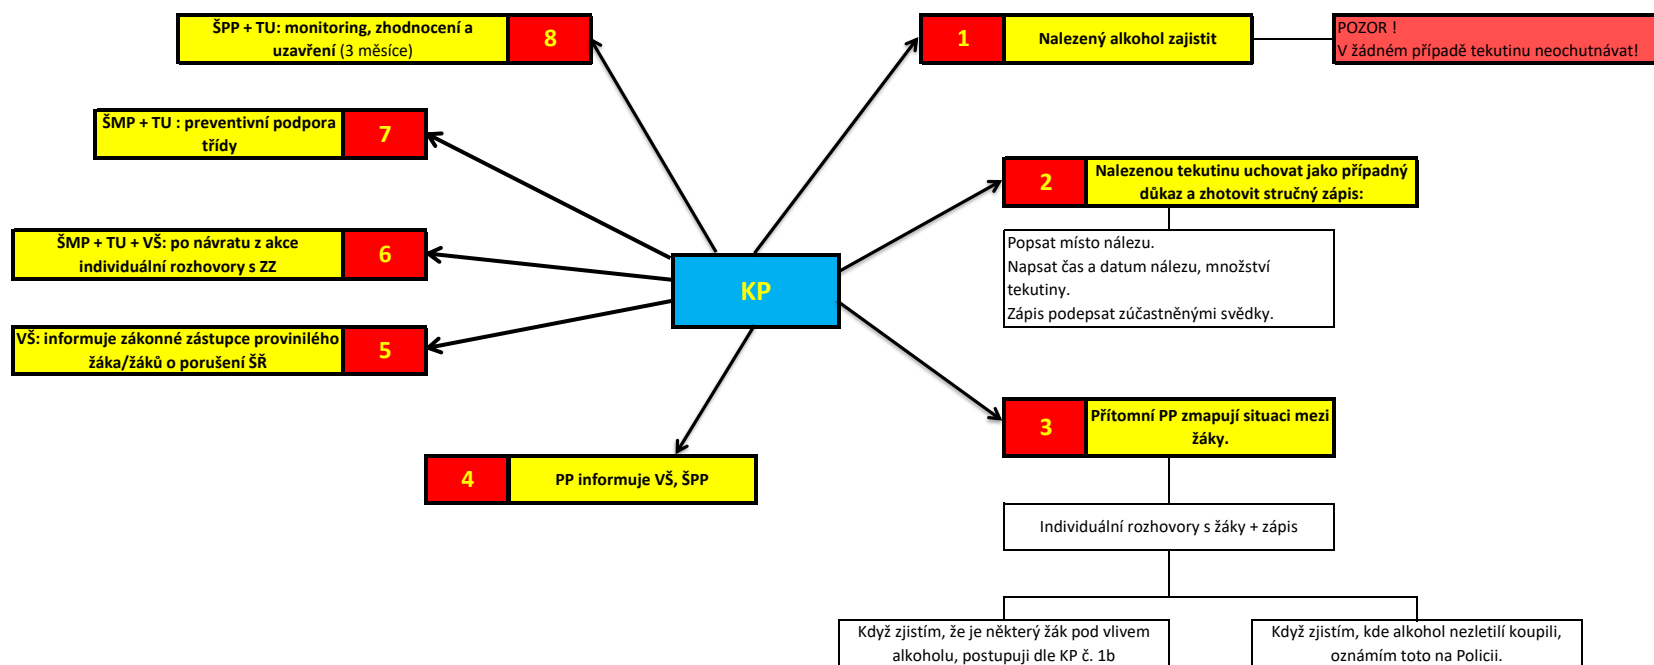 ŠPP + TU: monitoring, zhodnocení a
uzavření (3 měsíce)
8
1
Nalezený alkohol zajistit
POZOR !
V žádném případě tekutinu neochutnávat!
ŠMP + TU : preventivní podpora
třídy
7
2
Nalezenou tekutinu uchovat jako případný
důkaz a zhotovit stručný zápis:
Popsat místo nálezu.
Napsat čas a datum nálezu, množství
tekutiny.
Zápis podepsat zúčastněnými svědky.
ŠMP + TU + VŠ: po návratu z akce
individuální rozhovory s ZZ
6
KP
VŠ: informuje zákonné zástupce provinilého
žáka/žáků o porušení ŠŘ
5
3
Přítomní PP zmapují situaci mezi
žáky.
4
PP informuje VŠ, ŠPP
Individuální rozhovory s žáky + zápis
Když zjistím, že je některý žák pod vlivem
alkoholu, postupuji dle KP č. 1b
Když zjistím, kde alkohol nezletilí koupili,
oznámím toto na Policii.